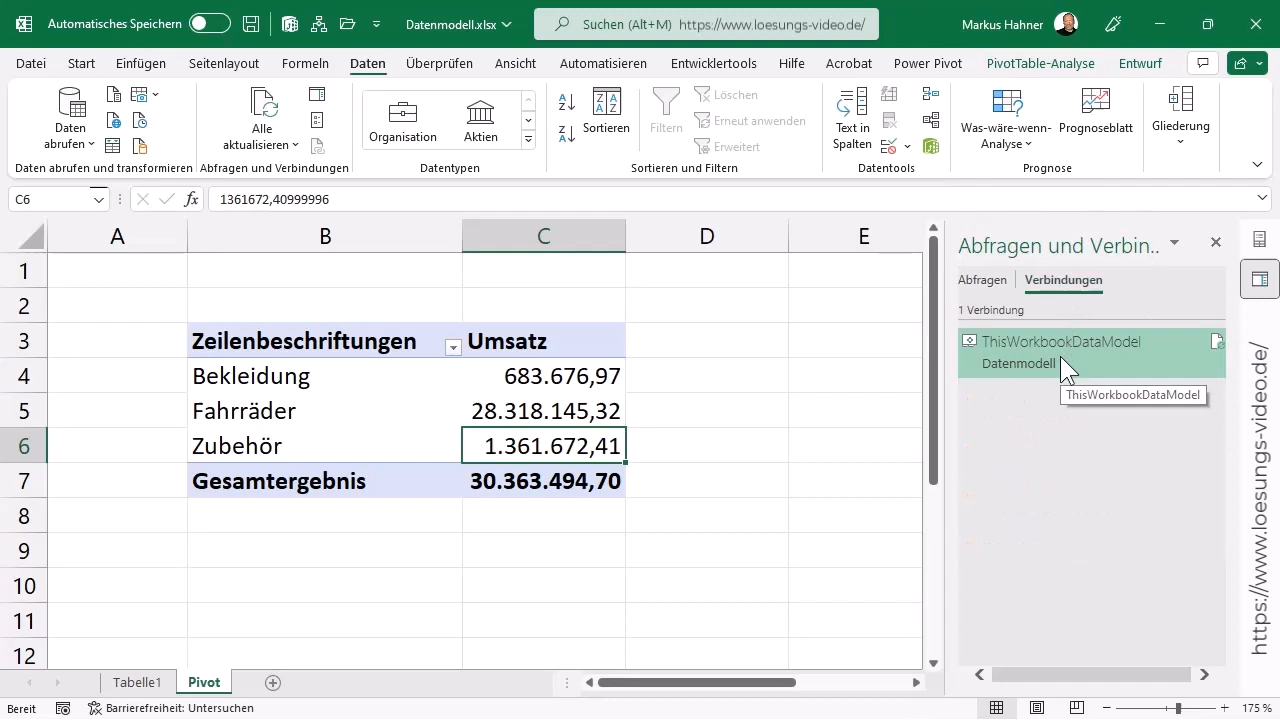 Automatisches Speichern
Datenmodell.xlsx
Suchen (Alt+M) https://www.loesungs-video.de/
Markus Hahner
Datei Start Einfügen Seitenlayout Formeln Daten Überprüfen Ansicht Automatisieren Entwicklertools Hilfe Acrobat Power Pivot PivotTable-Analyse Entwurf
Daten
abrufen
Daten abrufen und transformieren
Alle
aktualisieren
Abfragen und Verbindungen
Organisation
Aktien
Datentypen
A
Z
Z
A
Z A
A Z
Sortieren
Filtern
Löschen
Erneut anwenden
Erweitert
Sortieren und Filtern
Text in
Spalten
Datentools
Was-wäre-wenn-
Analyse
Prognoseblatt
Prognose
Gliederung
C6
fx
1361672,40999996
A B C D E
1
2
3 Zeilenbeschriftungen Umsatz
4 Bekleidung 683.676,97
5 Fahrräder 28.318.145,32
6 Zubehör 1.361.672,41
7 Gesamtergebnis 30.363.494,70
8
9
10
11
12
Abfragen und Verbin..
Abfragen Verbindungen
1 Verbindung
ThisWorkbookDataModel
Datenmodell
ThisWorkbookDataModel
https://www.loesungs-video.de/
Tabelle1 Pivot
Bereit
Barrierefreiheit: Untersuchen
175 %